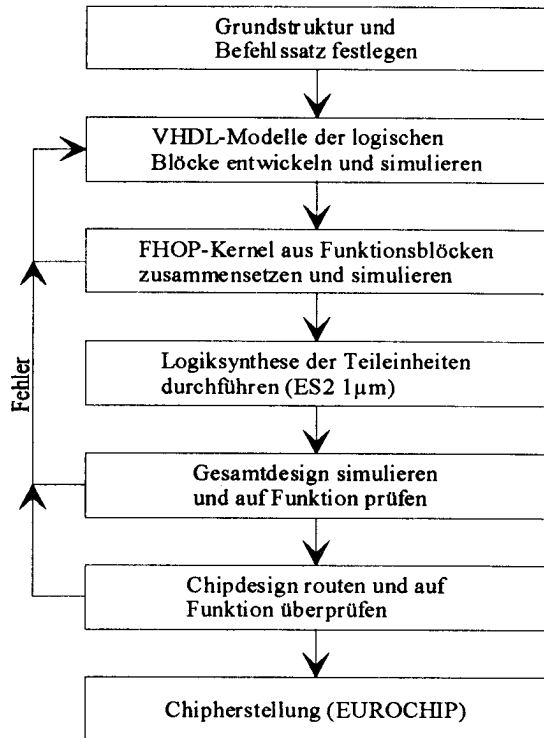 Grundstruktur und
Befehlssatz festlegen
VHDL-Modelle der logischen
Blöcke entwickeln und simulieren
FHOP-Kernel aus Funktionsblöcken
zusammensetzen und simulieren
Logiksynthese der Teileinheiten
durchführen (ES2 1µm)
Gesamtdesign simulieren
und auf Funktion prüfen
Chipdesign routen und auf
Funktion überprüfen
Chipherstellung (EUROCHIP)
Fehler